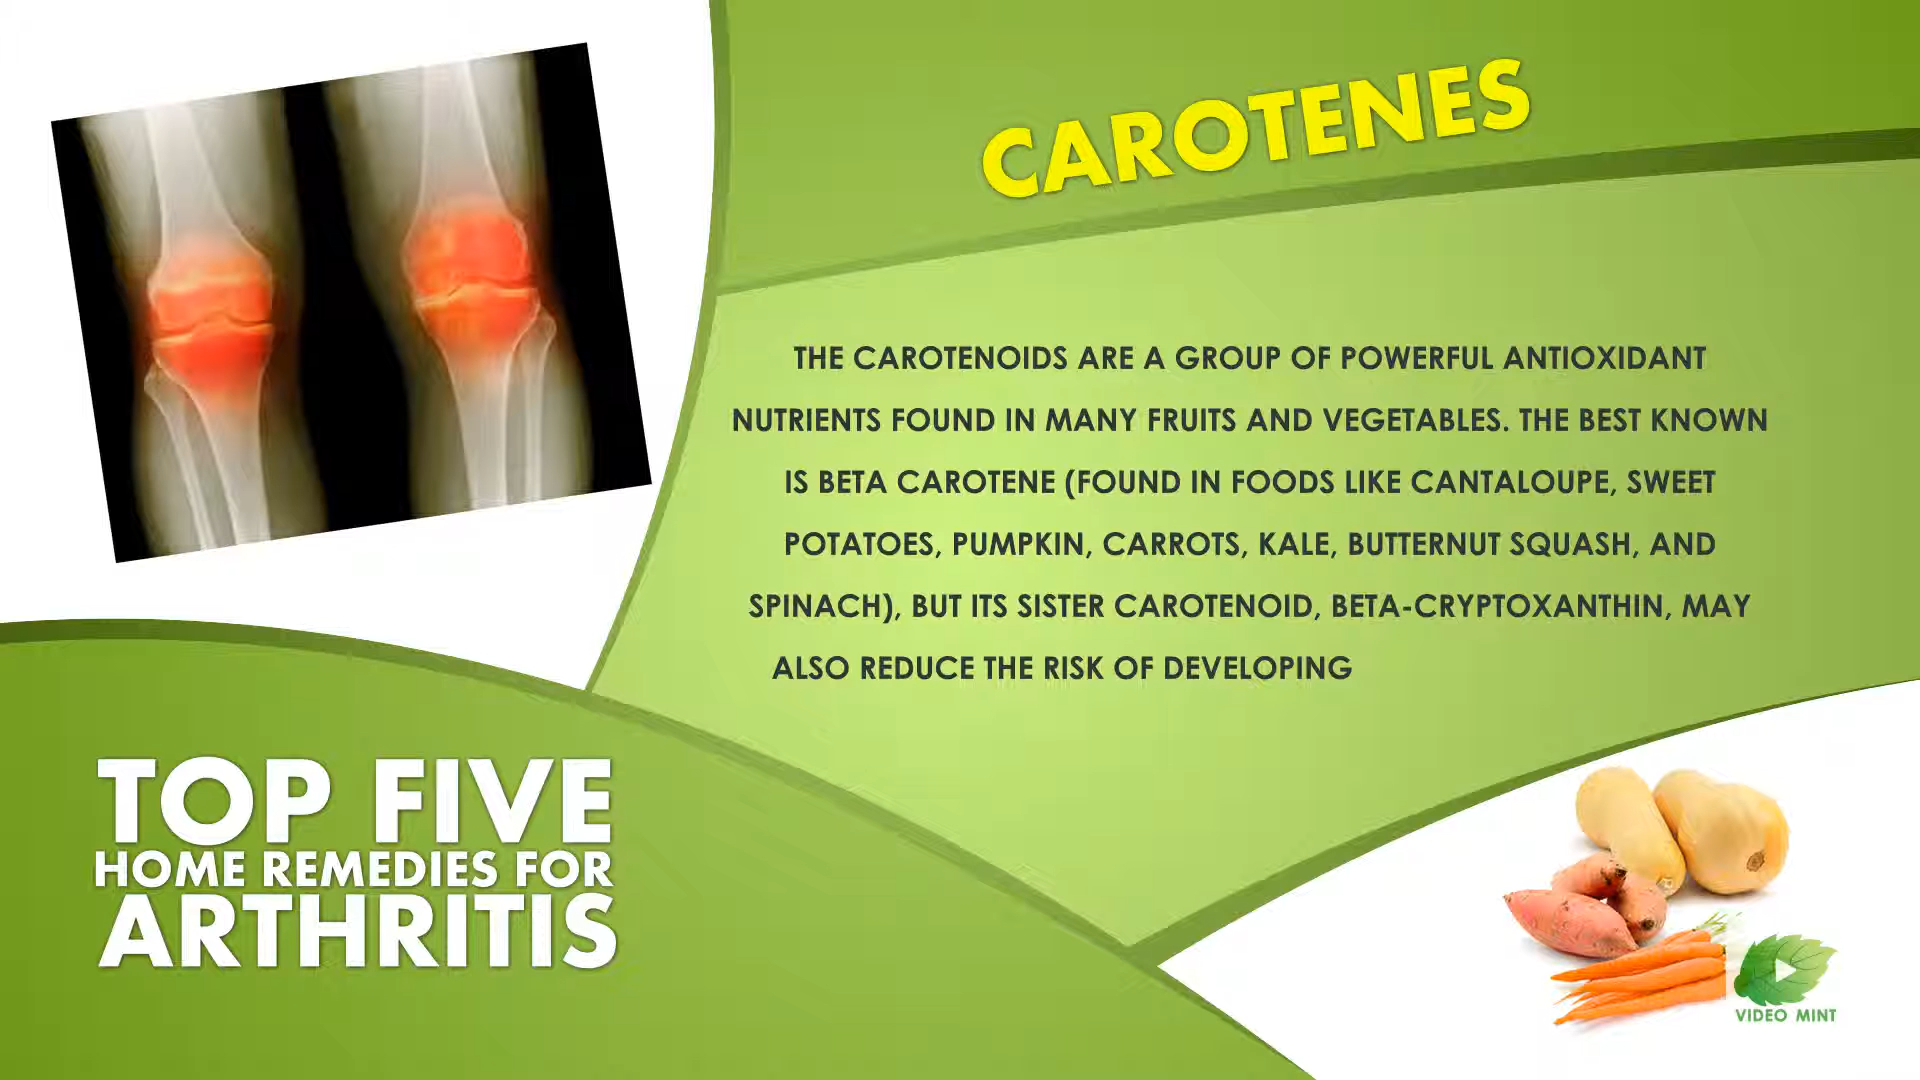 CAROTENES
THE CAROTENOIDS ARE A GROUP OF POWERFUL ANTIOXIDANT
NUTRIENTS FOUND IN MANY FRUITS AND VEGETABLES. THE BEST KNOWN
IS BETA CAROTENE (FOUND IN FOODS LIKE CANTALOUPE, SWEET
POTATOES, PUMPKIN, CARROTS, KALE, BUTTERNUT SQUASH, AND
SPINACH), BUT ITS SISTER CAROTENOID, BETA-CRYPTOXANTHIN, MAY
ALSO REDUCE THE RISK OF DEVELOPING
TOP FIVE
HOME REMEDIES FOR
ARTHRITIS
VIDEO MINT